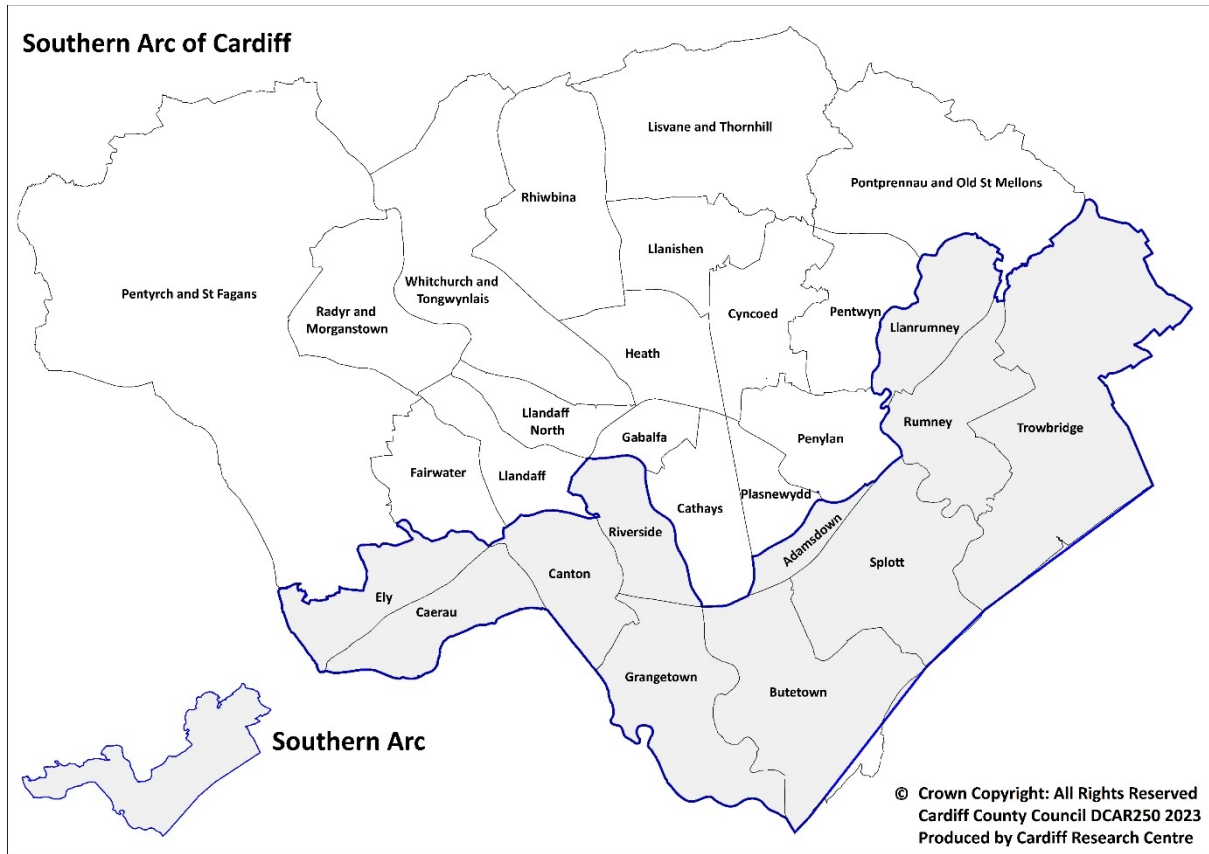 Southern Arc of Cardiff
Lisvane and Thornhill
Pontprennau and Old St Mellons
Rhiwbina
Llanishen
Pentyrch and St Fagans
Whitchurch and
Tongwynlais
Radyr and
Morganstown
Cyncoed
Pentwyn
Llanrumney
Heath
Llandaff
North
Gabalfa
Penylan
Rumney
Trowbridge
Fairwater
Llandaff
Cathays
Plasnewydd
Riverside
Adamsdown
Splott
Canton
Ely
Caerau
Grangetown
Butetown
Southern Arc
© Crown Copyright: All Rights Reserved
Cardiff County Council DCAR250 2023
Produced by Cardiff Research Centre